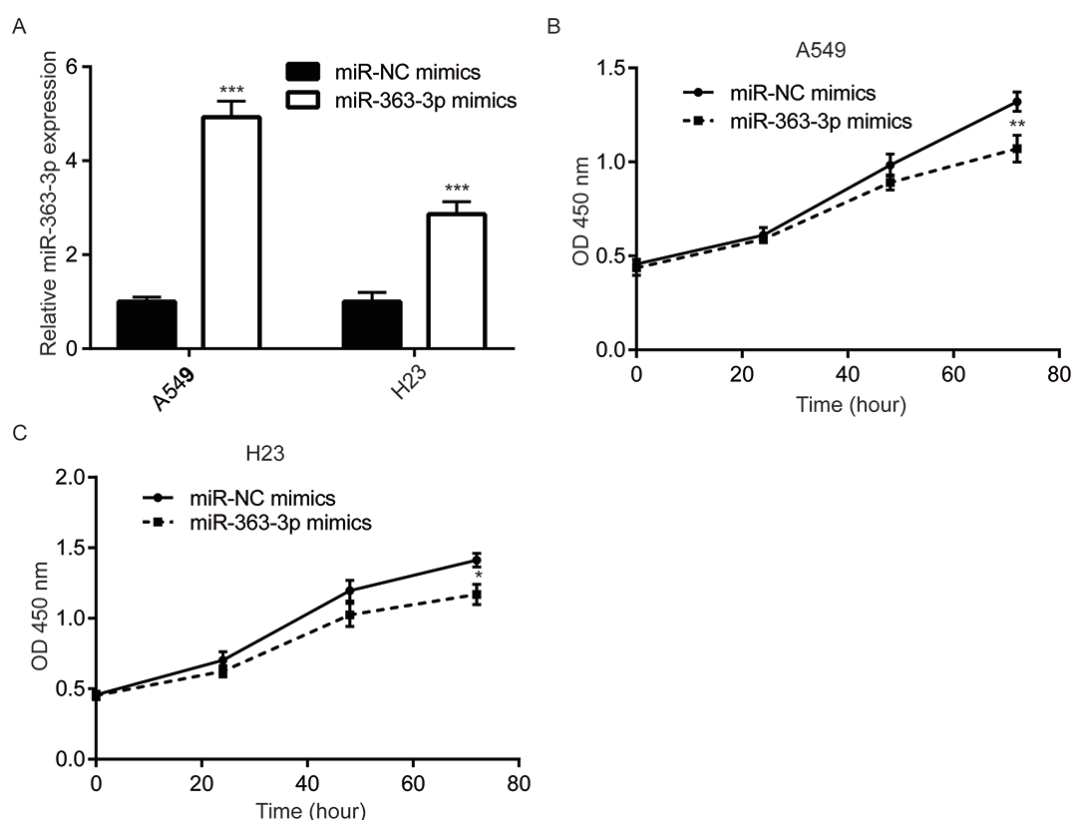 A
Relative miR-363-3p expression
6
4
2
0
***
***
miR-NC mimics
miR-363-3p mimics
A549
H23
B
A549
OD 450 nm
1.5
1.0
0.5
0.0
miR-NC mimics
miR-363-3p mimics
**
0 20 40 60 80
Time (hour)
C
H23
OD 450 nm
2.0
1.5
1.0
0.5
0.0
miR-NC mimics
miR-363-3p mimics
*
0 20 40 60 80
Time (hour)